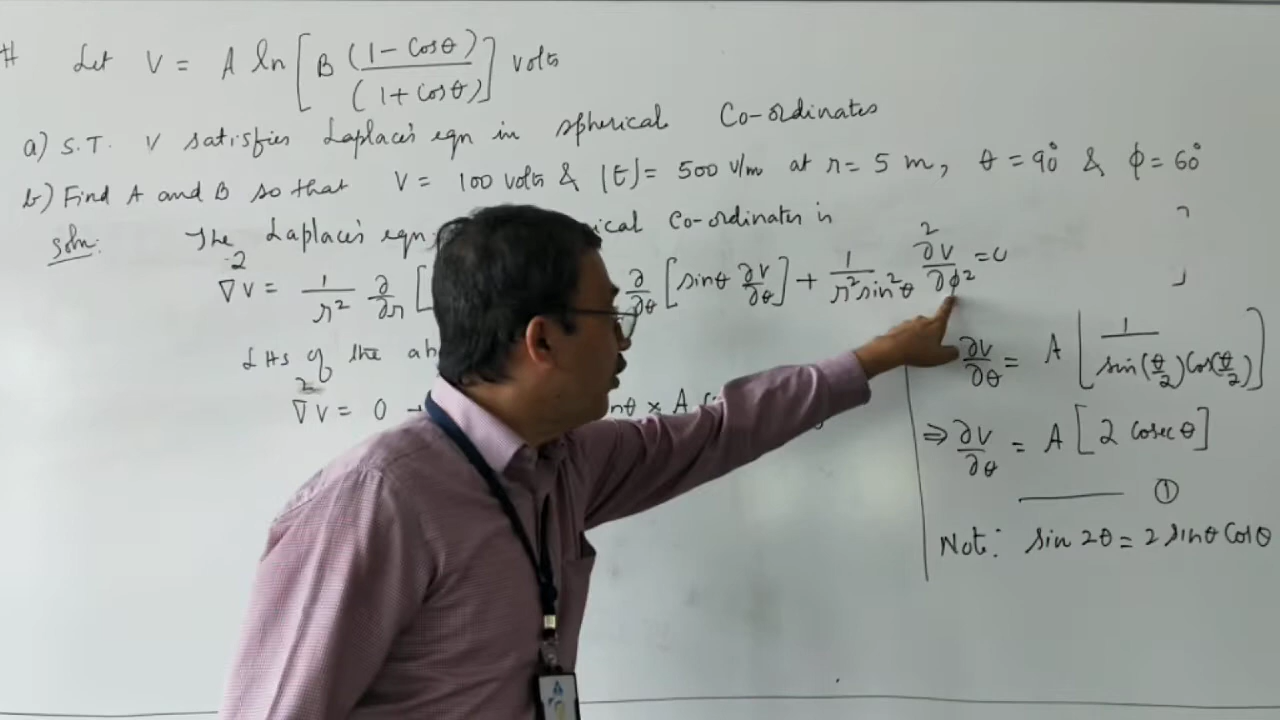 # Let V = A ln [ B (1 - Cosθ) / (1 + Cosθ) ] volts
a) S.T. V satisfies Laplace's eqn in spherical Co-ordinates
b) Find A and B so that V = 100 volts & |E| = 500 V/m at r = 5 m, θ = 90° & ϕ = 60°
Soln: The Laplace's eqn ical Co-ordinates is
∇²V = 1/r² ∂/∂r [ ∂/∂θ [sinθ ∂V/∂θ] + 1/(r² sin²θ) ∂²V/∂ϕ² = 0
LHS of the ab
∇²V = 0 nθ × A
∂V/∂θ = A [ 1 / (sin(θ/2) Cos(θ/2)) ]
⇒ ∂V/∂θ = A [2 cosec θ]
——— ①
Note: sin 2θ = 2 sinθ Cosθ